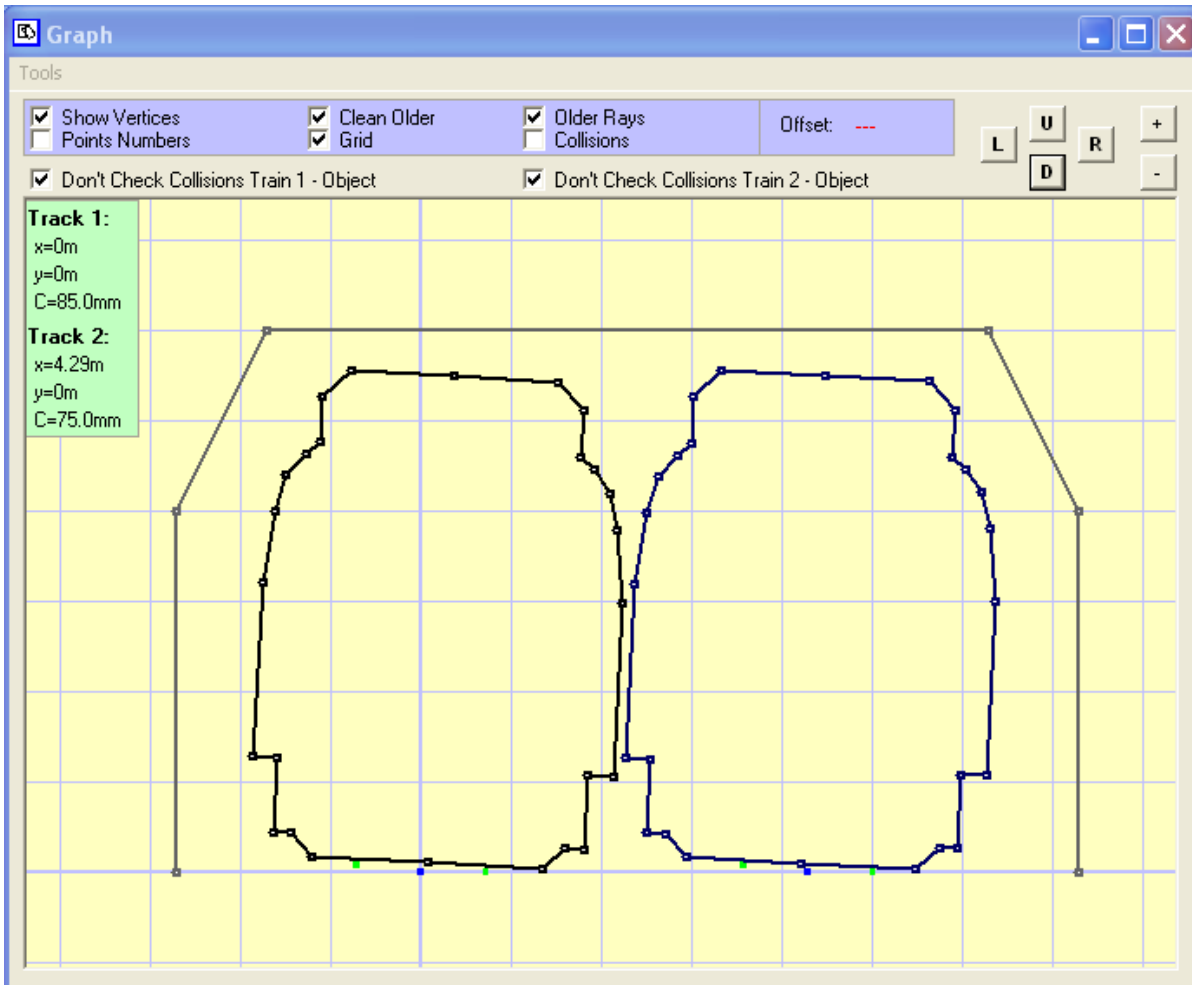 Graph
Tools
Show Vertices
Clean Older
Older Rays
Offset: ---
Points Numbers
Grid
Collisions
L
U
D
R
+
-
Don't Check Collisions Train 1 - Object
Don't Check Collisions Train 2 - Object
Track 1:
x=0m
y=0m
C=85.0mm
Track 2:
x=4.29m
y=0m
C=75.0mm